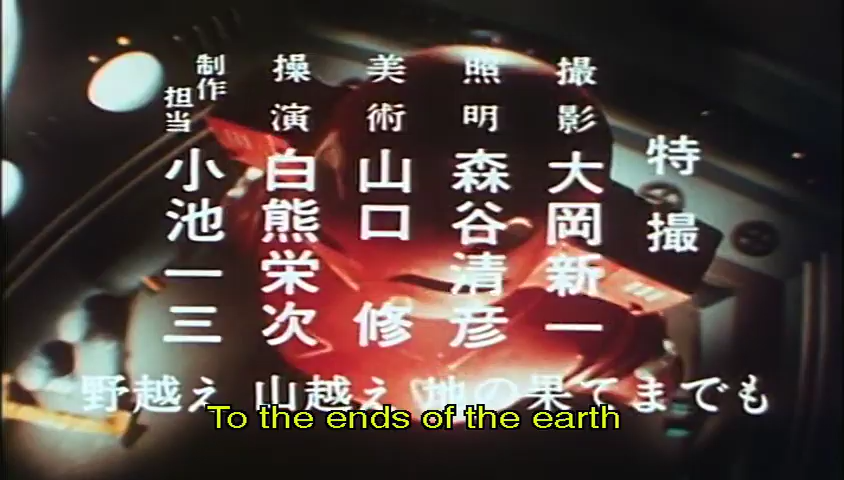 特撮
撮影 大岡新一
照明 森谷清彦
美術 山口 修
操演 白熊栄次
制作担当 小池一三
野越え 山越え 地の果てまでも
To the ends of the earth